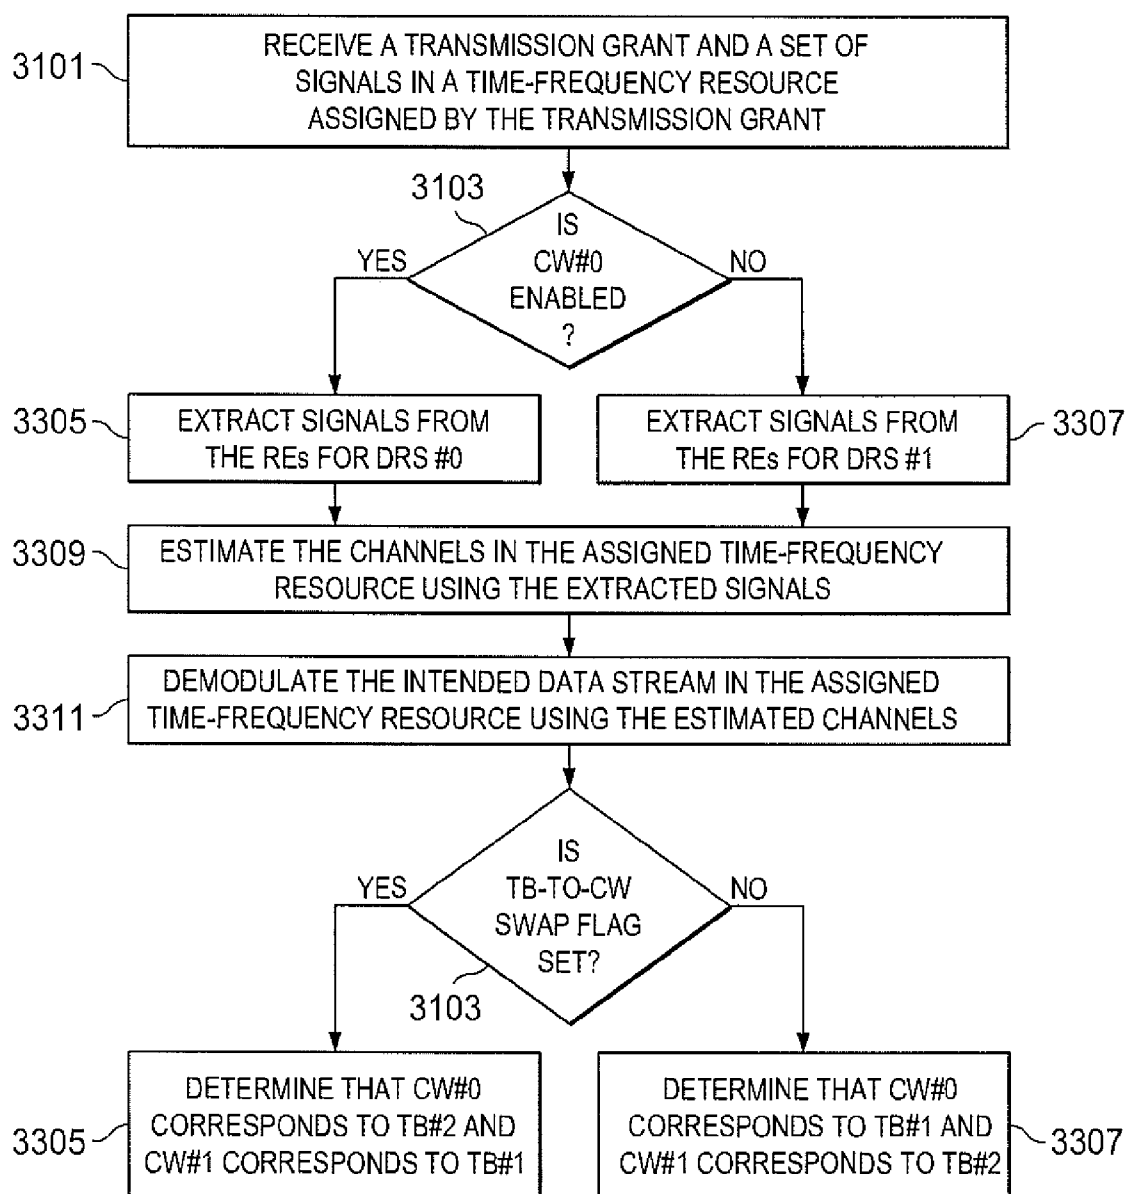 3101
RECEIVE A TRANSMISSION GRANT AND A SET OF
SIGNALS IN A TIME-FREQUENCY RESOURCE
ASSIGNED BY THE TRANSMISSION GRANT
3103
IS
CW#0
ENABLED
?
YES
NO
3305
EXTRACT SIGNALS FROM
THE REs FOR DRS #0
EXTRACT SIGNALS FROM
THE REs FOR DRS #1
3307
3309
ESTIMATE THE CHANNELS IN THE ASSIGNED TIME-FREQUENCY
RESOURCE USING THE EXTRACTED SIGNALS
3311
DEMODULATE THE INTENDED DATA STREAM IN THE ASSIGNED
TIME-FREQUENCY RESOURCE USING THE ESTIMATED CHANNELS
IS
TB-TO-CW
SWAP FLAG
SET?
YES
NO
3103
3305
DETERMINE THAT CW#0
CORRESPONDS TO TB#2 AND
CW#1 CORRESPONDS TO TB#1
DETERMINE THAT CW#0
CORRESPONDS TO TB#1 AND
CW#1 CORRESPONDS TO TB#2
3307